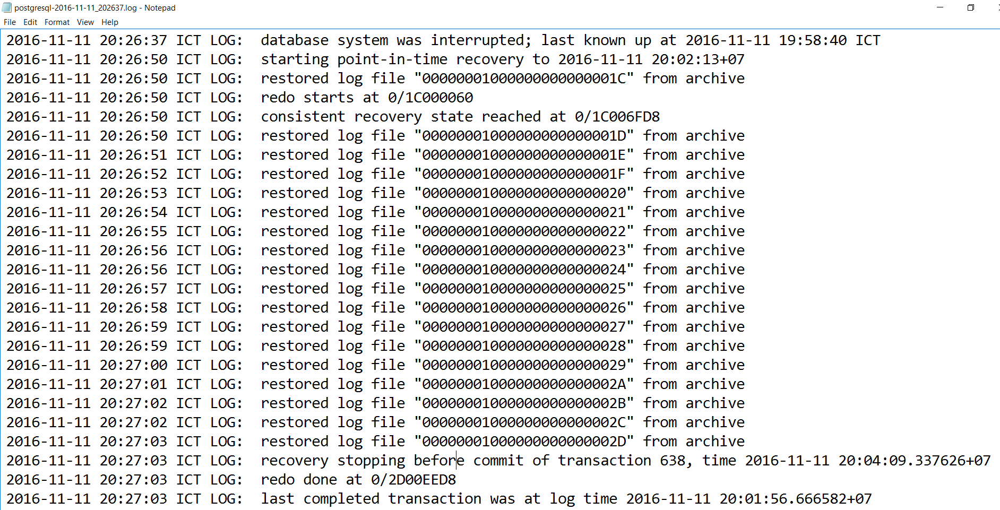 postgresql-2016-11-11_202637.log - Notepad
File Edit Format View Help
2016-11-11 20:26:37 ICT LOG:  database system was interrupted; last known up at 2016-11-11 19:58:40 ICT
2016-11-11 20:26:50 ICT LOG:  starting point-in-time recovery to 2016-11-11 20:02:13+07
2016-11-11 20:26:50 ICT LOG:  restored log file "00000001000000000000001C" from archive
2016-11-11 20:26:50 ICT LOG:  redo starts at 0/1C000060
2016-11-11 20:26:50 ICT LOG:  consistent recovery state reached at 0/1C006FD8
2016-11-11 20:26:50 ICT LOG:  restored log file "00000001000000000000001D" from archive
2016-11-11 20:26:51 ICT LOG:  restored log file "00000001000000000000001E" from archive
2016-11-11 20:26:52 ICT LOG:  restored log file "00000001000000000000001F" from archive
2016-11-11 20:26:53 ICT LOG:  restored log file "000000010000000000000020" from archive
2016-11-11 20:26:54 ICT LOG:  restored log file "000000010000000000000021" from archive
2016-11-11 20:26:55 ICT LOG:  restored log file "000000010000000000000022" from archive
2016-11-11 20:26:56 ICT LOG:  restored log file "000000010000000000000023" from archive
2016-11-11 20:26:56 ICT LOG:  restored log file "000000010000000000000024" from archive
2016-11-11 20:26:57 ICT LOG:  restored log file "000000010000000000000025" from archive
2016-11-11 20:26:58 ICT LOG:  restored log file "000000010000000000000026" from archive
2016-11-11 20:26:59 ICT LOG:  restored log file "000000010000000000000027" from archive
2016-11-11 20:26:59 ICT LOG:  restored log file "000000010000000000000028" from archive
2016-11-11 20:27:00 ICT LOG:  restored log file "000000010000000000000029" from archive
2016-11-11 20:27:01 ICT LOG:  restored log file "00000001000000000000002A" from archive
2016-11-11 20:27:02 ICT LOG:  restored log file "00000001000000000000002B" from archive
2016-11-11 20:27:02 ICT LOG:  restored log file "00000001000000000000002C" from archive
2016-11-11 20:27:03 ICT LOG:  restored log file "00000001000000000000002D" from archive
2016-11-11 20:27:03 ICT LOG:  recovery stopping before commit of transaction 638, time 2016-11-11 20:04:09.337626+07
2016-11-11 20:27:03 ICT LOG:  redo done at 0/2D00EED8
2016-11-11 20:27:03 ICT LOG:  last completed transaction was at log time 2016-11-11 20:01:56.666582+07